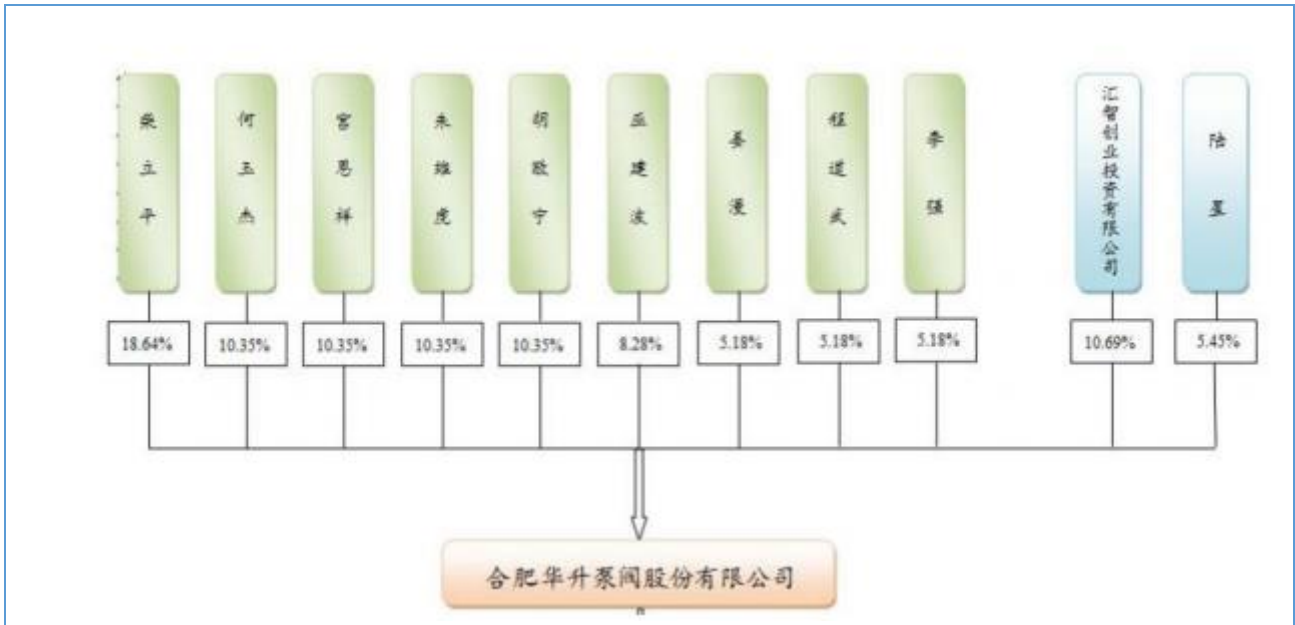 柴立平
何玉杰
宫恩祥
朱维虎
胡敬宁
巫建波
姜漫
程道武
李强
汇智创业投资有限公司
陆星
18.64%
10.35%
10.35%
10.35%
10.35%
8.28%
5.18%
5.18%
5.18%
10.69%
5.45%
合肥华升泵阀股份有限公司